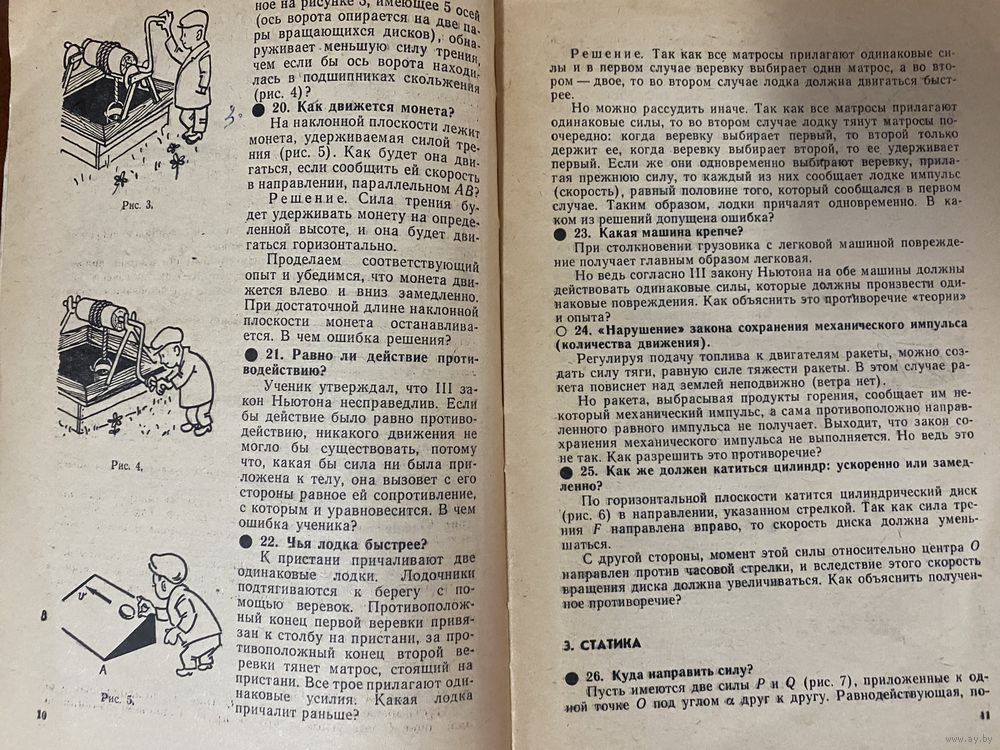 ное на рисунке 3, имеющее 5 осей
(ось ворота опирается на две па-
ры вращающихся дисков), обна-
руживает меньшую силу трения,
чем если бы ось ворота находи-
лась в подшипниках скольжения
(рис. 4)?
3.
● 20. Как движется монета?
На наклонной плоскости лежит
монета, удерживаемая силой тре-
ния (рис. 5). Как будет она дви-
гаться, если сообщить ей скорость
в направлении, параллельном АВ?
Решение. Сила трения бу-
дет удерживать монету на опреде-
ленной высоте, и она будет дви-
гаться горизонтально.
Проделаем соответствующий
опыт и убедимся, что монета дви-
жется влево и вниз замедленно.
При достаточной длине наклонной
плоскости монета останавлива-
ется. В чем ошибка решения?
● 21. Равно ли действие проти-
водействию?
Ученик утверждал, что III за-
кон Ньютона несправедлив. Если
бы действие было равно противо-
действию, никакого движения не
могло бы существовать, потому
что, какая бы сила ни была при-
ложена к телу, она вызовет с его
стороны равное ей сопротивление,
с которым и уравновесится. В чем
ошибка ученика?
● 22. Чья лодка быстрее?
К пристани причаливают две
одинаковые лодки. Лодочники
подтягиваются к берегу с по-
мощью веревок. Противополож-
ный конец первой веревки привя-
зан к столбу на пристани, за про-
тивоположный конец второй ве-
ревки тянет матрос, стоящий на
пристани. Все трое прилагают оди-
наковые усилия. Какая лодка
причалит раньше?
Рис. 3.
Рис. 4.
υ
В
А
Рис. 5.
10
Решение. Так как все матросы прилагают одинаковые си-
лы и в первом случае веревку выбирает один матрос, а во вто-
ром — двое, то во втором случае лодка должна двигаться быст-
рее.
Но можно рассудить иначе. Так как все матросы прилагают
одинаковые силы, то во втором случае лодку тянут матросы по-
очередно: когда веревку выбирает первый, то второй только
держит ее, когда веревку выбирает второй, то ее удерживает
первый. Если же они одновременно выбирают веревку, прила-
гая прежнюю силу, то каждый из них сообщает лодке импульс
(скорость), равный половине того, который сообщался в первом
случае. Таким образом, лодки причалят одновременно. В ка-
ком из решений допущена ошибка?
● 23. Какая машина крепче?
При столкновении грузовика с легковой машиной поврежде-
ние получает главным образом легковая.
Но ведь согласно III закону Ньютона на обе машины должны
действовать одинаковые силы, которые должны произвести оди-
наковые повреждения. Как объяснить это противоречие «теории»
и опыта?
○ 24. «Нарушение» закона сохранения механического импульса
(количества движения).
Регулируя подачу топлива к двигателям ракеты, можно соз-
дать силу тяги, равную силе тяжести ракеты. В этом случае ра-
кета повиснет над землей неподвижно (ветра нет).
Но ракета, выбрасывая продукты горения, сообщает им не-
который механический импульс, а сама противоположно направ-
ленного равного импульса не получает. Выходит, что закон со-
хранения механического импульса не выполняется. Но ведь это
не так. Как разрешить это противоречие?
● 25. Как же должен катиться цилиндр: ускоренно или замед-
ленно?
По горизонтальной плоскости катится цилиндрический диск
(рис. 6) в направлении, указанном стрелкой. Так как сила тре-
ния F направлена вправо, то скорость диска должна умень-
шаться.
С другой стороны, момент этой силы относительно центра О
направлен против часовой стрелки, и вследствие этого скорость
вращения диска должна увеличиваться. Как объяснить получен-
ное противоречие?
3. СТАТИКА
● 26. Куда направить силу?
Пусть имеются две силы P и Q (рис. 7), приложенные к од-
ной точке О под углом α друг к другу. Равнодействующая, по-
11
www.ay.by